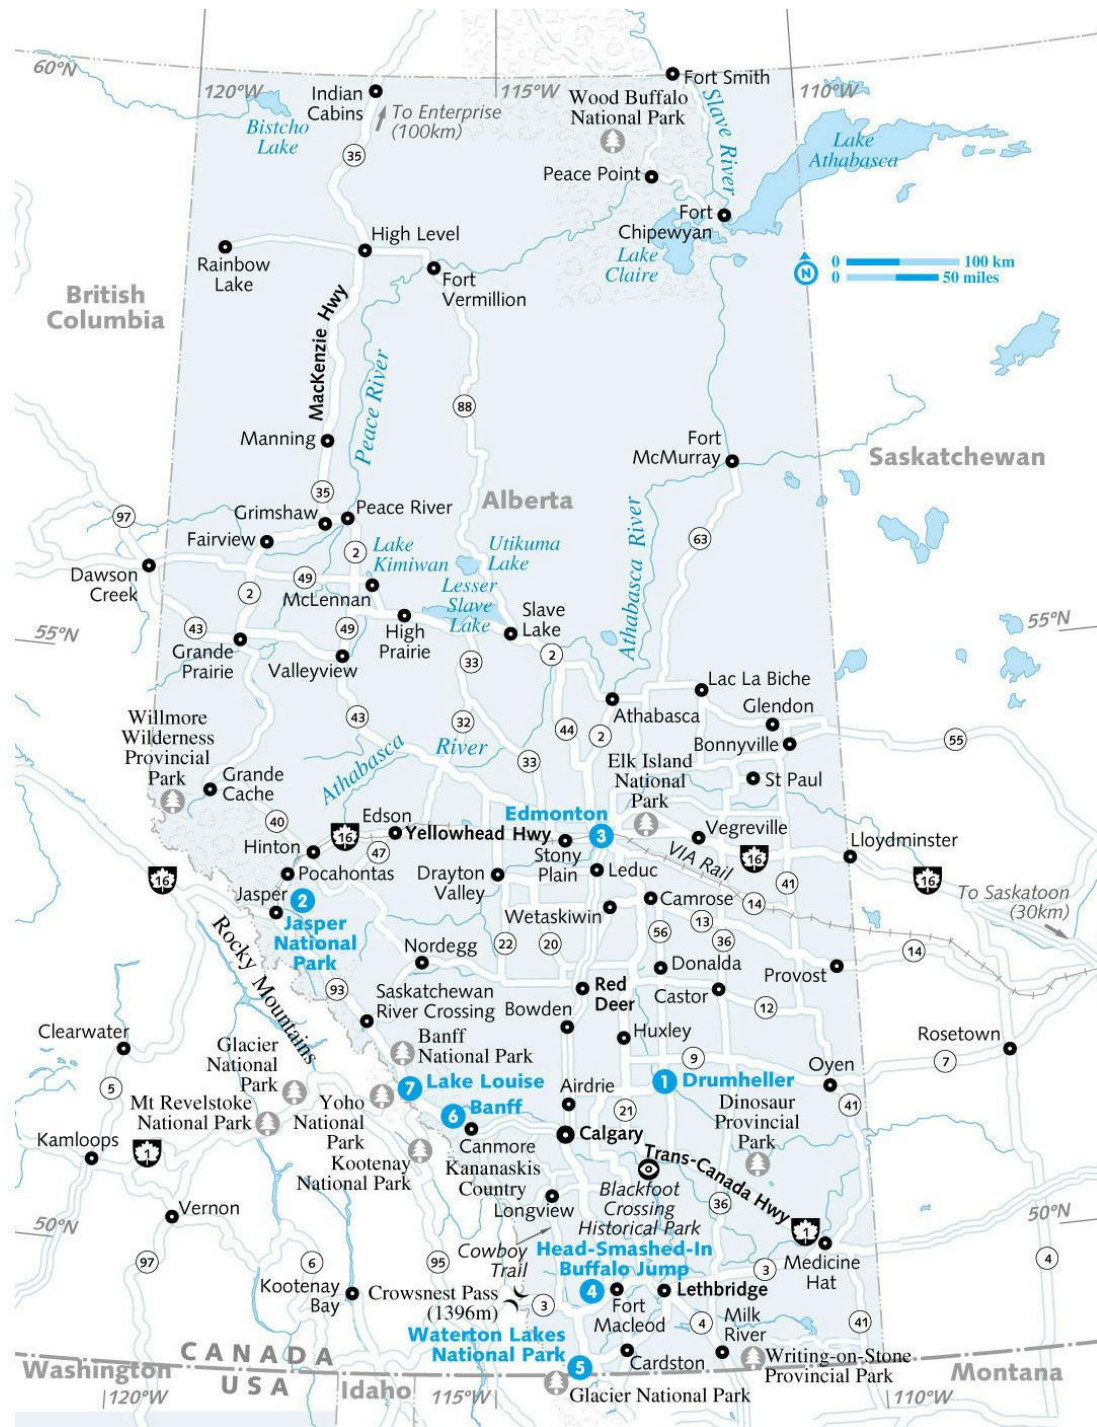 60°N
120°W
115°W
110°W
Fort Smith
Indian
Cabins
To Enterprise
(100km)
Wood Buffalo
National Park
Slave River
Bistcho
Lake
Lake
Athabasca
35
Peace Point
Fort
Chipewyan
High Level
Lake
Claire
Rainbow
Lake
Fort
Vermillion
N
0
100 km
0
50 miles
British
Columbia
MacKenzie Hwy
Peace River
88
Manning
Fort
McMurray
Saskatchewan
35
Alberta
97
Grimshaw
Peace River
Fairview
Athabasca River
63
2
Lake
Kimiwan
Utikuma
Lake
Dawson
Creek
49
McLennan
Lesser
Slave
Lake
2
Slave
Lake
55°N
55°N
43
49
High
Prairie
Grande
Prairie
Valleyview
33
2
Lac La Biche
Willmore
Wilderness
Provincial
Park
43
32
44
2
Athabasca
Glendon
Bonnyville
55
Athabasca
River
33
Elk Island
National
Park
St Paul
Grande
Cache
40
Edson
Edmonton
3
Vegreville
Lloydminster
16
Yellowhead Hwy
Hinton
47
Stony
Plain
VIA Rail
16
16
16
Pocahontas
Drayton
Valley
Leduc
41
To Saskatoon
(30km)
Jasper
2
Wetaskiwin
Camrose
14
13
Jasper
National
Park
Rocky Mountains
22
20
56
36
14
Nordegg
Donalda
Provost
93
Saskatchewan
River Crossing
Red
Deer
Castor
12
Bowden
Clearwater
Huxley
Rosetown
Glacier
National
Park
Banff
National Park
9
Oyen
7
5
7
Lake Louise
1
Drumheller
Mt Revelstoke
National Park
Yoho
National
Park
6
Banff
Airdrie
21
Dinosaur
Provincial
Park
41
Kamloops
1
Canmore
Calgary
Kootenay
National Park
Kananaskis
Country
Trans-Canada Hwy
Longview
Blackfoot
Crossing
Historical Park
36
Vernon
50°N
50°N
1
Cowboy
Trail
Head-Smashed-In
Buffalo Jump
Medicine
Hat
97
6
95
3
4
Kootenay
Bay
Crowsnest Pass
(1396m)
3
4
Fort
Macleod
Lethbridge
4
Milk
River
41
Waterton Lakes
National Park
5
Cardston
Writing-on-Stone
Provincial Park
CANADA
USA
Washington
Idaho
Montana
Glacier National Park
120°W
115°W
110°W